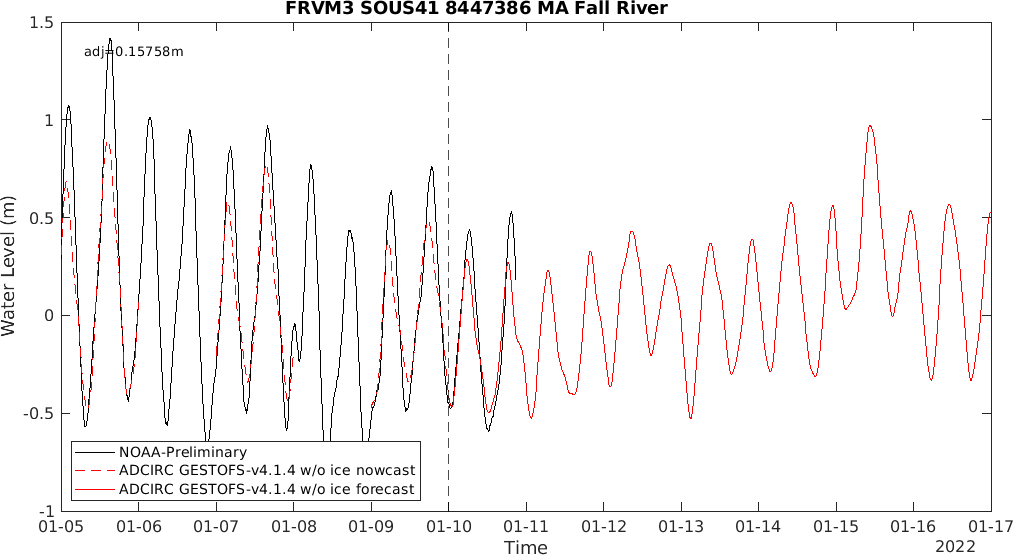 FRVM3 SOUS41 8447386 MA Fall River
adj=0.15758m
Water Level (m)
1.5
1
0.5
0
-0.5
-1
NOAA-Preliminary
ADCIRC GESTOFS-v4.1.4 w/o ice nowcast
ADCIRC GESTOFS-v4.1.4 w/o ice forecast
01-05 01-06 01-07 01-08 01-09 01-10 01-11 01-12 01-13 01-14 01-15 01-16 01-17
Time
2022